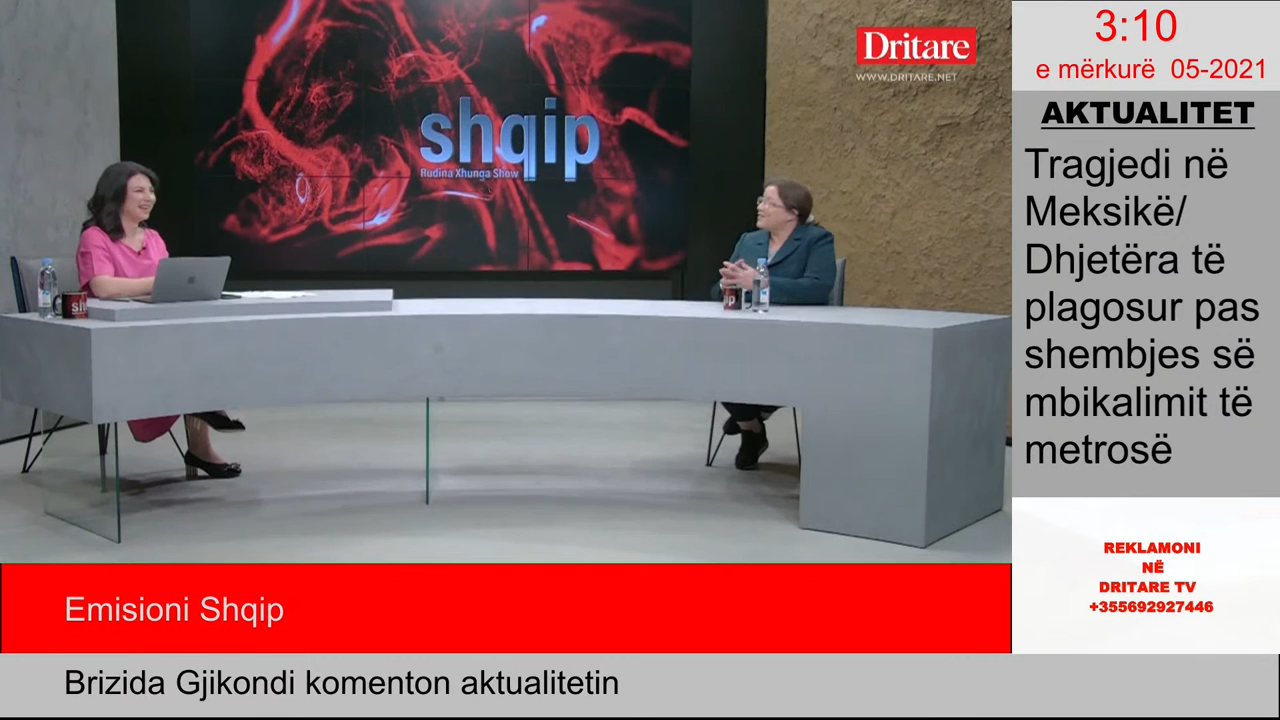 Dritare
WWW.DRITARE.NET
shqip
Rudina Xhunga Show
3:10
e mërkurë 05-2021
AKTUALITET
Tragjedi në
Meksikë/
Dhjetëra të
plagosur pas
shembjes së
mbikalimit të
metrosë
REKLAMONI
NË
DRITARE TV
+355692927446
Emisioni Shqip
Brizida Gjikondi komenton aktualitetin